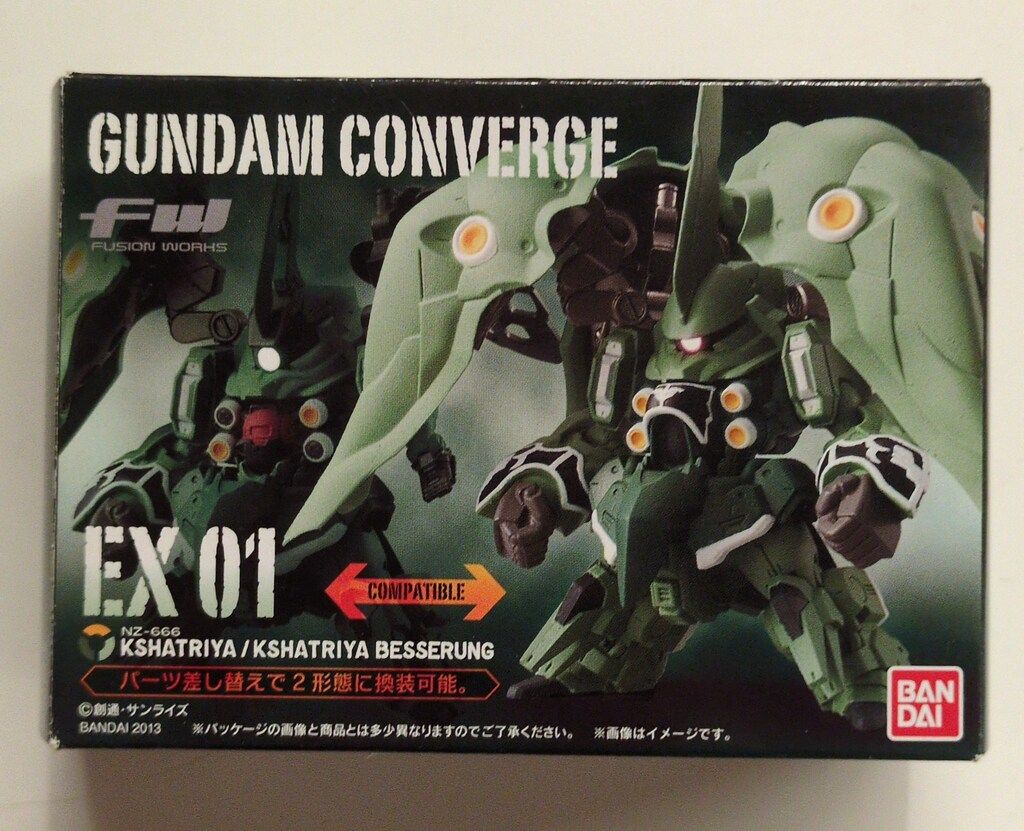 GUNDAM CONVERGE
FW
FUSION WORKS
EX 01
COMPATIBLE
NZ-666
KSHATRIYA / KSHATRIYA BESSERUNG
パーツ差し替えで2形態に換装可能。
©創通・サンライズ
BANDAI 2013 ※パッケージの画像と商品とは多少異なりますのでご了承ください。 ※画像はイメージです。
BAN
DAI